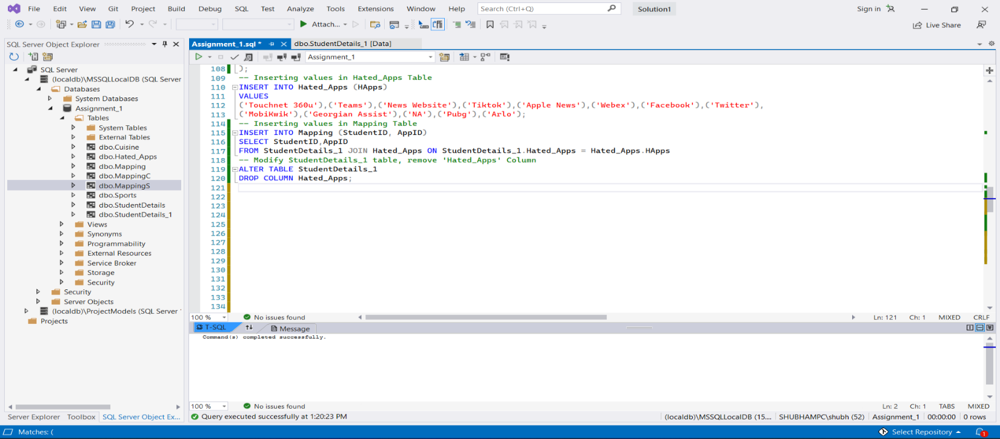 File Edit View Git Project Build Debug SQL Test Analyze Tools Extensions Window Help Search (Ctrl+Q) Solution1 Sign in
Attach... Live Share
SQL Server Object Explorer
Assignment_1.sql * dbo.StudentDetails_1 [Data]
Assignment_1
SQL Server
(localdb)\MSSQLLocalDB (SQL Server
Databases
System Databases
Assignment_1
Tables
System Tables
External Tables
dbo.Cuisine
dbo.Hated_Apps
dbo.Mapping
dbo.MappingC
dbo.MappingS
dbo.Sports
dbo.StudentDetails
dbo.StudentDetails_1
Views
Synonyms
Programmability
External Resources
Service Broker
Storage
Security
Security
Server Objects
(localdb)\ProjectModels (SQL Server
Projects
Server Explorer Toolbox SQL Server Object Ex...
108 );
109 -- Inserting values in Hated_Apps Table
110 INSERT INTO Hated_Apps (HApps)
111 VALUES
112 ('Touchnet 360u'),('Teams'),('News Website'),('Tiktok'),('Apple News'),('Webex'),('Facebook'),('Twitter'),
113 ('MobiKwik'),('Georgian Assist'),('NA'),('Pubg'),('Arlo');
114 -- Inserting values in Mapping Table
115 INSERT INTO Mapping (StudentID, AppID)
116 SELECT StudentID,AppID
117 FROM StudentDetails_1 JOIN Hated_Apps ON StudentDetails_1.Hated_Apps = Hated_Apps.HApps
118 -- Modify StudentDetails_1 table, remove 'Hated_Apps' Column
119 ALTER TABLE StudentDetails_1
120 DROP COLUMN Hated_Apps;
121
122
123
124
125
126
127
128
129
130
131
132
133
134
100 % No issues found Ln: 121 Ch: 1 MIXED CRLF
T-SQL Message
Command(s) completed successfully.
100 % No issues found Ln: 2 Ch: 1 TABS MIXED
Query executed successfully at 1:20:23 PM (localdb)\MSSQLLocalDB (15.... SHUBHAMPC\shubh (52) Assignment_1 00:00:00 0 rows
Matches: ( Select Repository 1